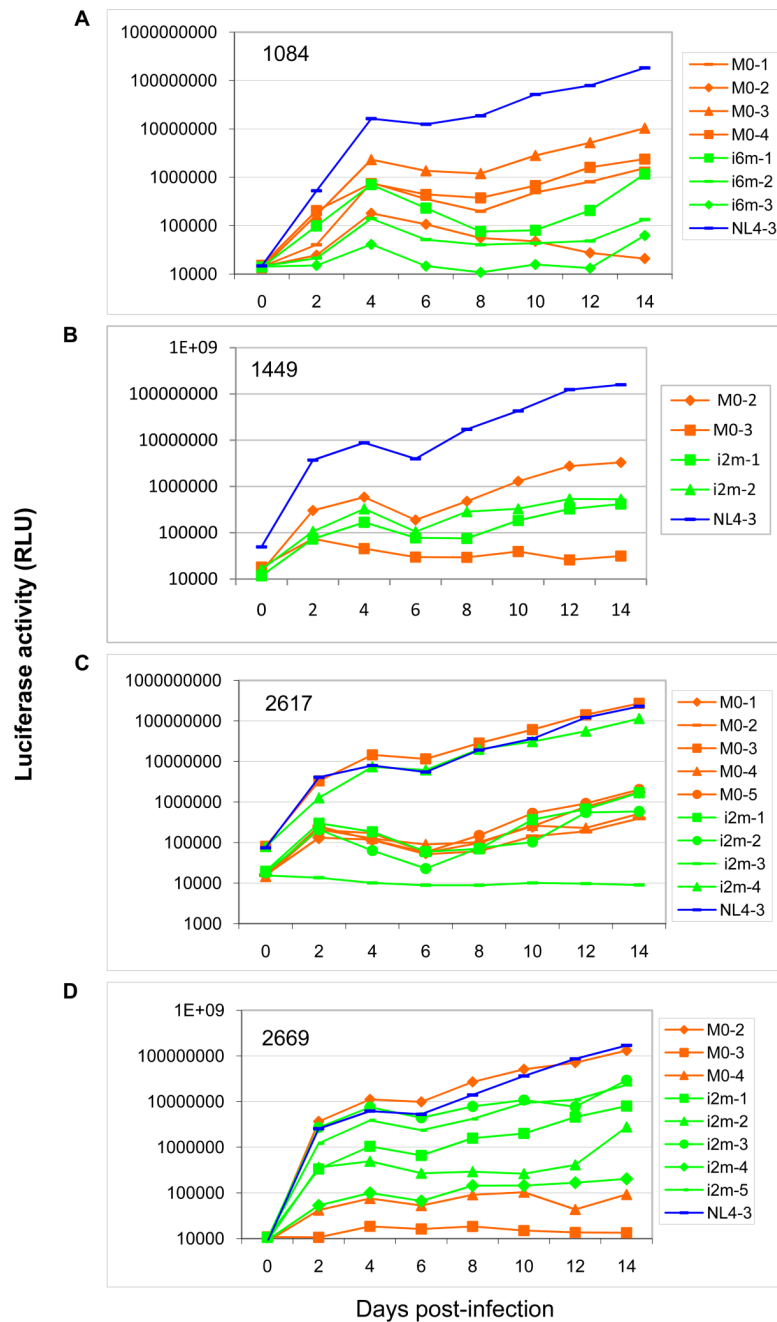 A
1084
1000000000
100000000
10000000
1000000
100000
10000
0 2 4 6 8 10 12 14
M0-1
M0-2
M0-3
M0-4
i6m-1
i6m-2
i6m-3
NL4-3
B
1449
1E+09
100000000
10000000
1000000
100000
10000
0 2 4 6 8 10 12 14
M0-2
M0-3
i2m-1
i2m-2
NL4-3
Luciferase activity (RLU)
C
2617
1000000000
100000000
10000000
1000000
100000
10000
1000
0 2 4 6 8 10 12 14
M0-1
M0-2
M0-3
M0-4
M0-5
i2m-1
i2m-2
i2m-3
i2m-4
NL4-3
D
2669
1E+09
100000000
10000000
1000000
100000
10000
0 2 4 6 8 10 12 14
M0-2
M0-3
M0-4
i2m-1
i2m-2
i2m-3
i2m-4
i2m-5
NL4-3
Days post-infection